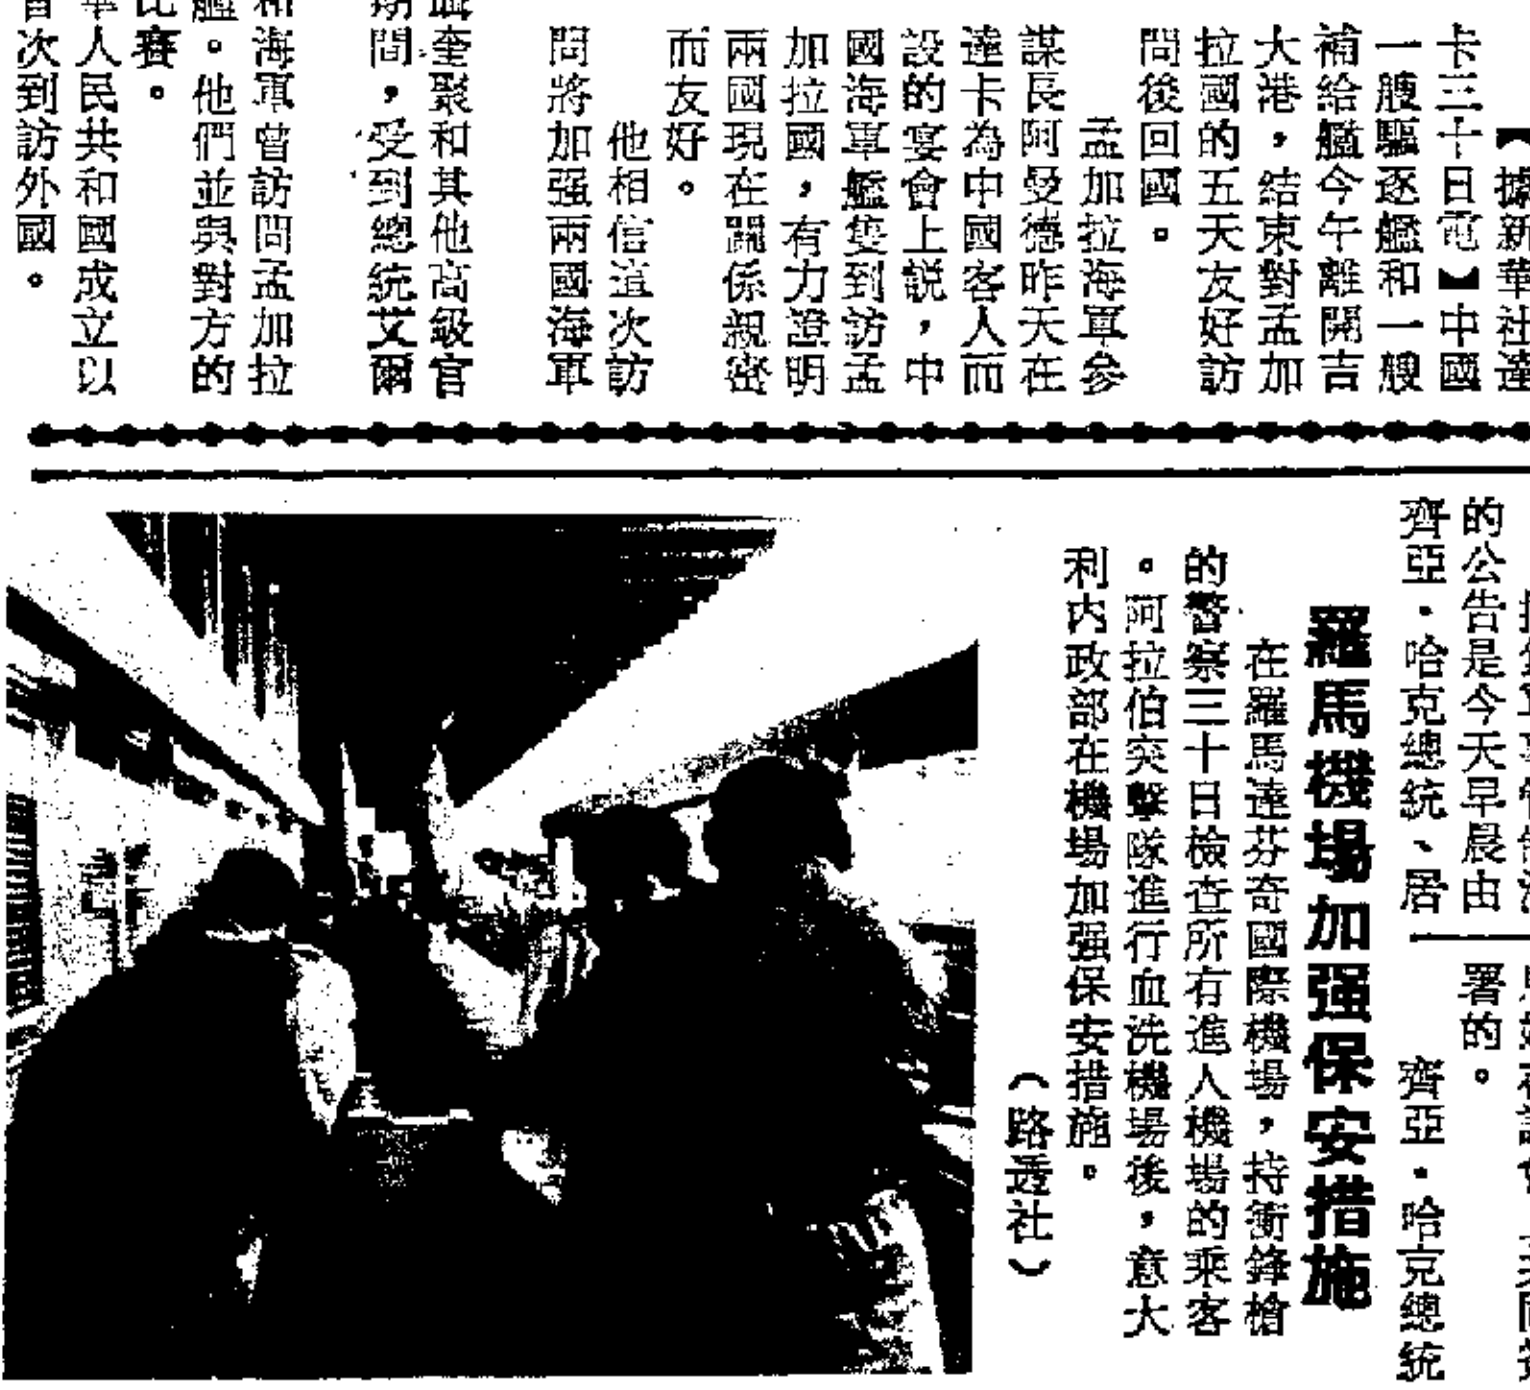 【據新華社達
卡三十日電】中國
一艘驅逐艦和一艘
補給艦今午離開吉
大港，結束對孟加
拉國的五天友好訪
問後回國。
孟加拉海軍參
謀長阿曼德昨天在
達卡為中國客人而
設的宴會上説，中
國海軍艦隻到訪孟
加拉國，有力證明
兩國現在關係親密
而友好。
他相信這次訪
問將加强兩國海軍
奎聚和其他高級官
期間，受到總統艾爾
和海軍曾訪問孟加拉
艦。他們並與對方的
比賽。
華人民共和國成立以
首次到訪外國。
的公告是今天早晨由
齊亞·哈克總統、居
署的。
齊亞·哈克總統
羅馬機場加强保安措施
在羅馬達芬奇國際機場，持衝鋒槍
的警察三十日檢查所有進入機場的乘客
。阿拉伯突擊隊進行血洗機場後，意大
利内政部在機場加强保安措施。
（路透社）